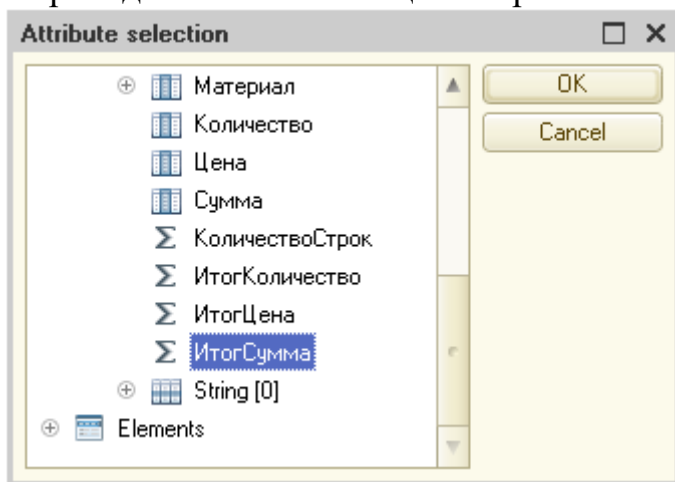 Attribute selection
Материал
Количество
Цена
Сумма
КоличествоСтрок
ИтогКоличество
ИтогЦена
ИтогСумма
String [0]
Elements
OK
Cancel